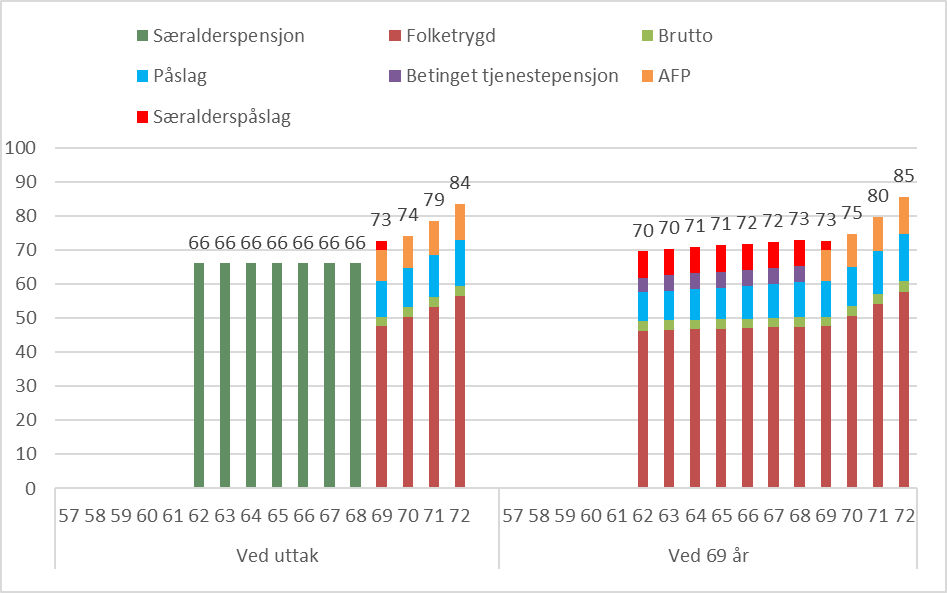 Særalderspensjon Folketrygd Brutto
Påslag Betinget tjenestepensjon AFP
Særalderspåslag
100
90
80
70
60
50
40
30
20
10
0
66 66 66 66 66 66 66 73 74 79 84
70 70 71 71 72 72 73 73 75 80 85
57 58 59 60 61 62 63 64 65 66 67 68 69 70 71 72 57 58 59 60 61 62 63 64 65 66 67 68 69 70 71 72
Ved uttak Ved 69 år